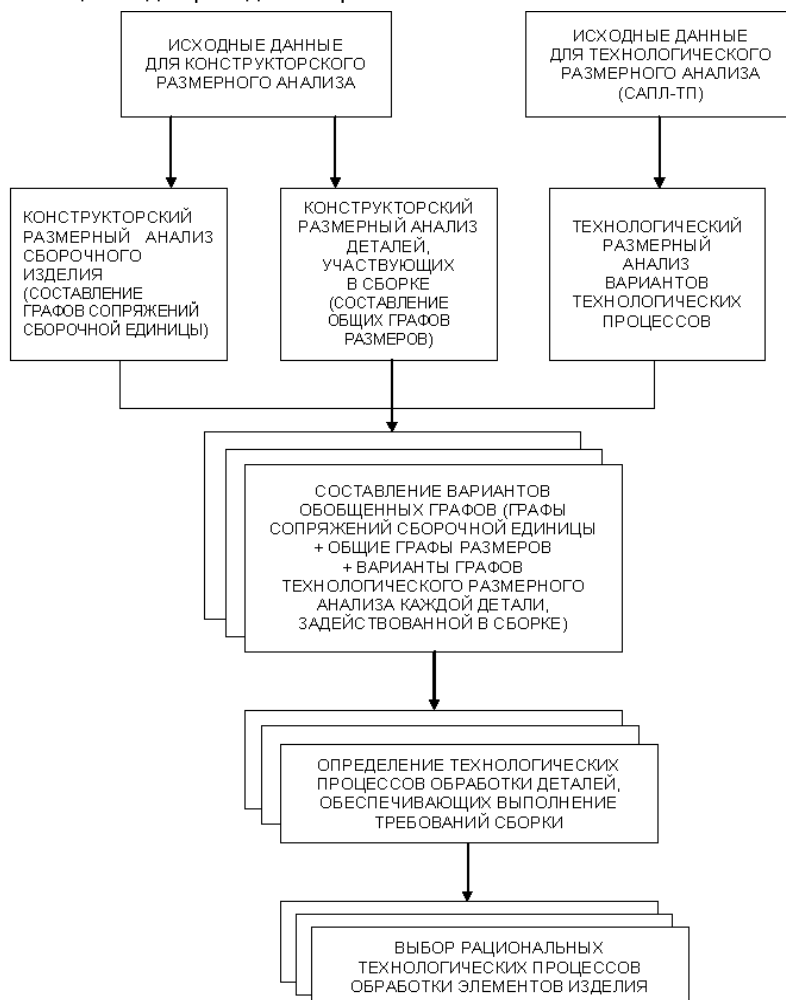 ИСХОДНЫЕ ДАННЫЕ
ДЛЯ КОНСТРУКТОРСКОГО
РАЗМЕРНОГО АНАЛИЗА
ИСХОДНЫЕ ДАННЫЕ
ДЛЯ ТЕХНОЛОГИЧЕСКОГО
РАЗМЕРНОГО АНАЛИЗА
(САПЛ-ТП)
КОНСТРУКТОРСКИЙ
РАЗМЕРНЫЙ АНАЛИЗ
СБОРОЧНОГО
ИЗДЕЛИЯ
(СОСТАВЛЕНИЕ
ГРАФОВ СОПРЯЖЕНИЙ
СБОРОЧНОЙ ЕДИНИЦЫ)
КОНСТРУКТОРСКИЙ
РАЗМЕРНЫЙ АНАЛИЗ
ДЕТАЛЕЙ,
УЧАСТВУЮЩИХ
В СБОРКЕ
(СОСТАВЛЕНИЕ
ОБЩИХ ГРАФОВ
РАЗМЕРОВ)
ТЕХНОЛОГИЧЕСКИЙ
РАЗМЕРНЫЙ
АНАЛИЗ
ВАРИАНТОВ
ТЕХНОЛОГИЧЕСКИХ
ПРОЦЕССОВ
СОСТАВЛЕНИЕ ВАРИАНТОВ
ОБОБЩЕННЫХ ГРАФОВ (ГРАФЫ
СОПРЯЖЕНИЙ СБОРОЧНОЙ ЕДИНИЦЫ
+ ОБЩИЕ ГРАФЫ РАЗМЕРОВ
+ ВАРИАНТЫ ГРАФОВ
ТЕХНОЛОГИЧЕСКОГО РАЗМЕРНОГО
АНАЛИЗА КАЖДОЙ ДЕТАЛИ,
ЗАДЕЙСТВОВАННОЙ В СБОРКЕ)
ОПРЕДЕЛЕНИЕ ТЕХНОЛОГИЧЕСКИХ
ПРОЦЕССОВ ОБРАБОТКИ ДЕТАЛЕЙ,
ОБЕСПЕЧИВАЮЩИХ ВЫПОЛНЕНИЕ
ТРЕБОВАНИЙ СБОРКИ
ВЫБОР РАЦИОНАЛЬНЫХ
ТЕХНОЛОГИЧЕСКИХ ПРОЦЕССОВ
ОБРАБОТКИ ЭЛЕМЕНТОВ ИЗДЕЛИЯ